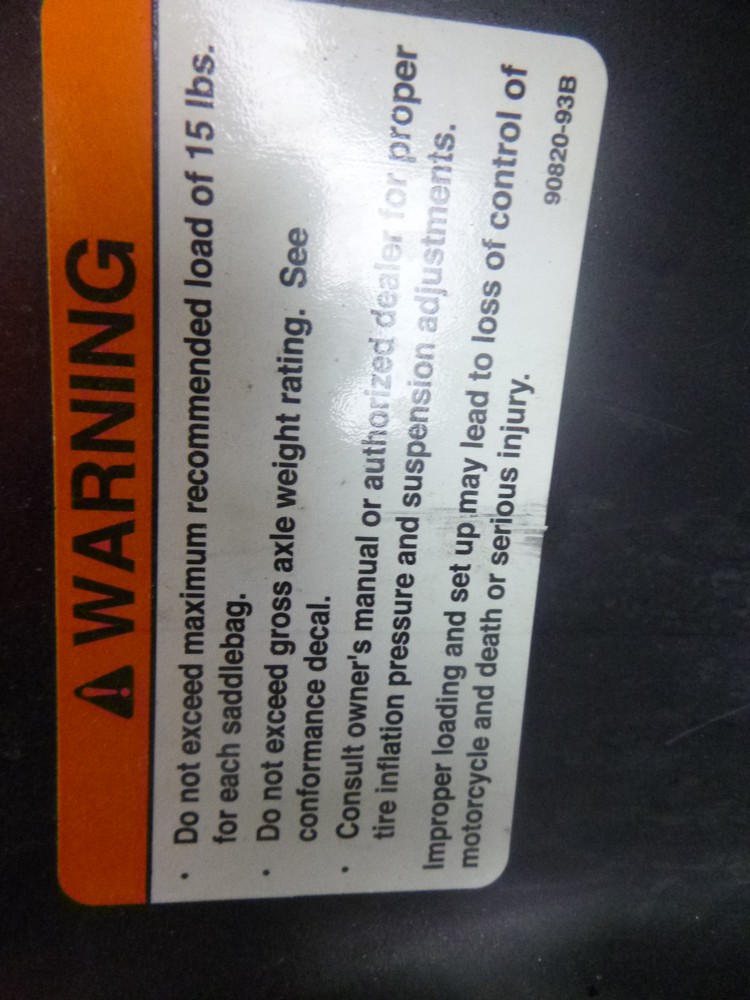 WARNING
• Do not exceed maximum recommended load of 15 lbs.
for each saddlebag.
• Do not exceed gross axle weight rating. See
conformance decal.
• Consult owner's manual or authorized dealer for proper
tire inflation pressure and suspension adjustments.
Improper loading and set up may lead to loss of control of
motorcycle and death or serious injury.
90820-93B